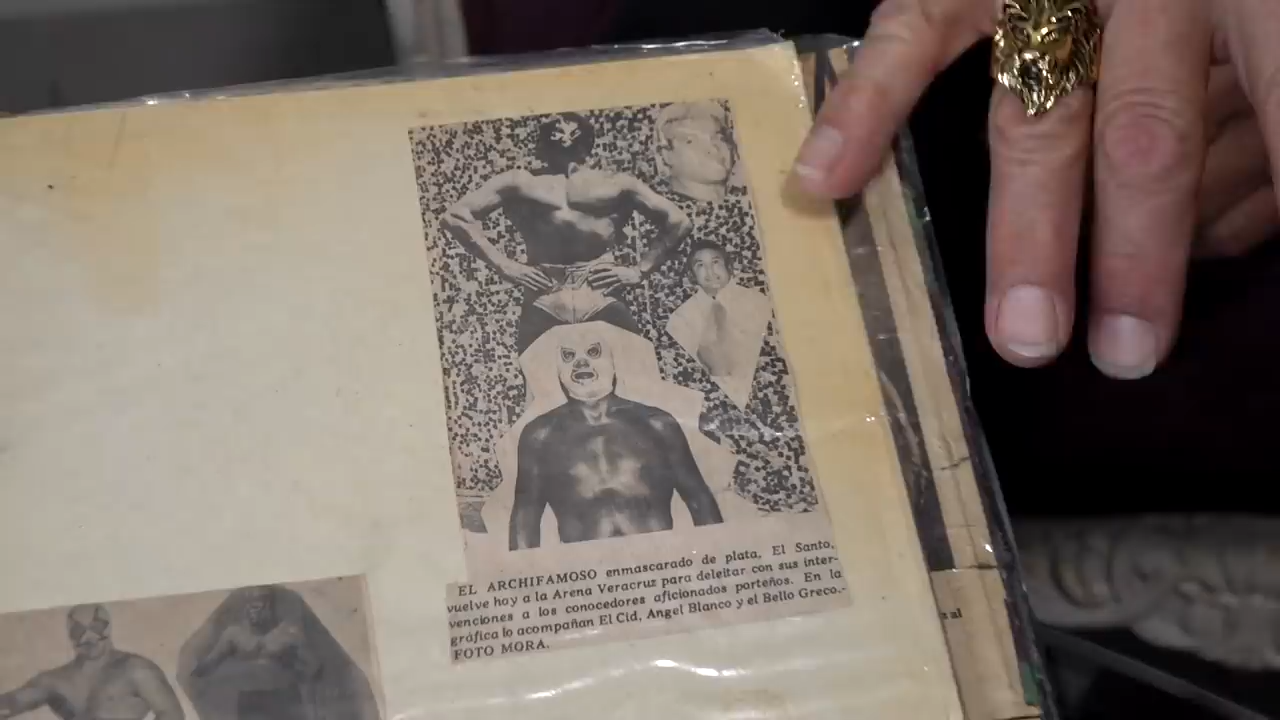 EL ARCHIFAMOSO enmascarado de plata, El Santo,
vuelve hoy a la Arena Veracruz para deleitar con sus inter-
venciones a los conocedores aficionados porteños. En la
gráfica lo acompañan El Cid, Angel Blanco y el Bello Greco.-
FOTO MORA.
al